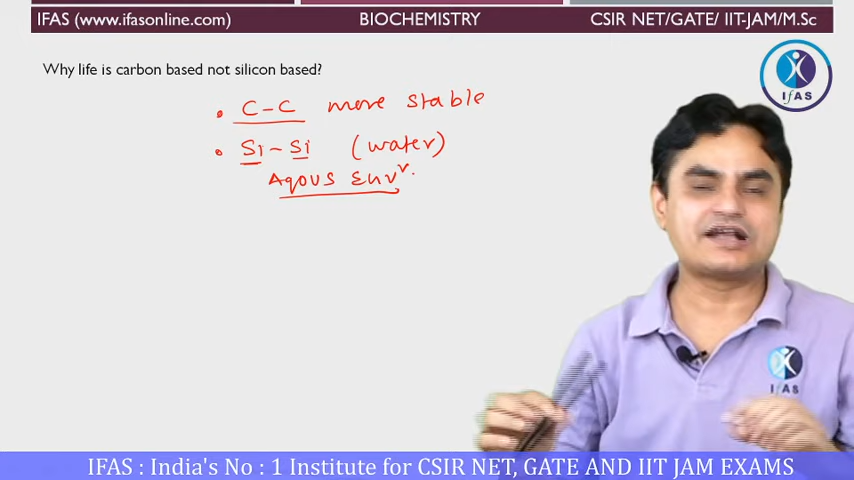 IFAS (www.ifasonline.com) BIOCHEMISTRY CSIR NET/GATE/ IIT-JAM/M.Sc
Why life is carbon based not silicon based?
IfAS
• C-C more stable
• Si-Si (water)
Aqous Envr.
IfAS
IFAS : India's No : 1 Institute for CSIR NET, GATE AND IIT JAM EXAMS